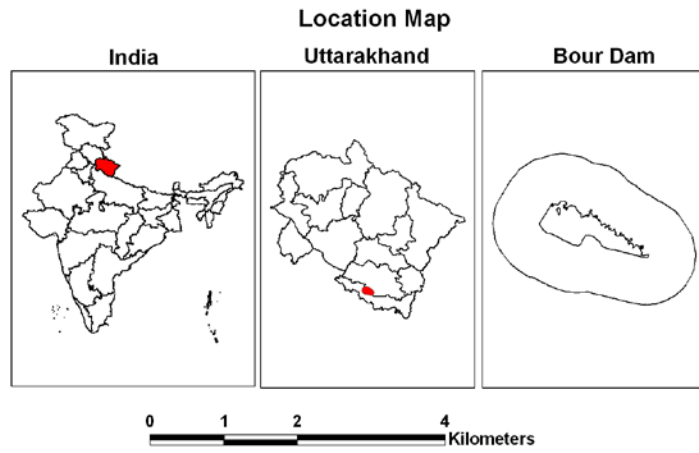 Location Map
India
Uttarakhand
Bour Dam
0 1 2 4
Kilometers